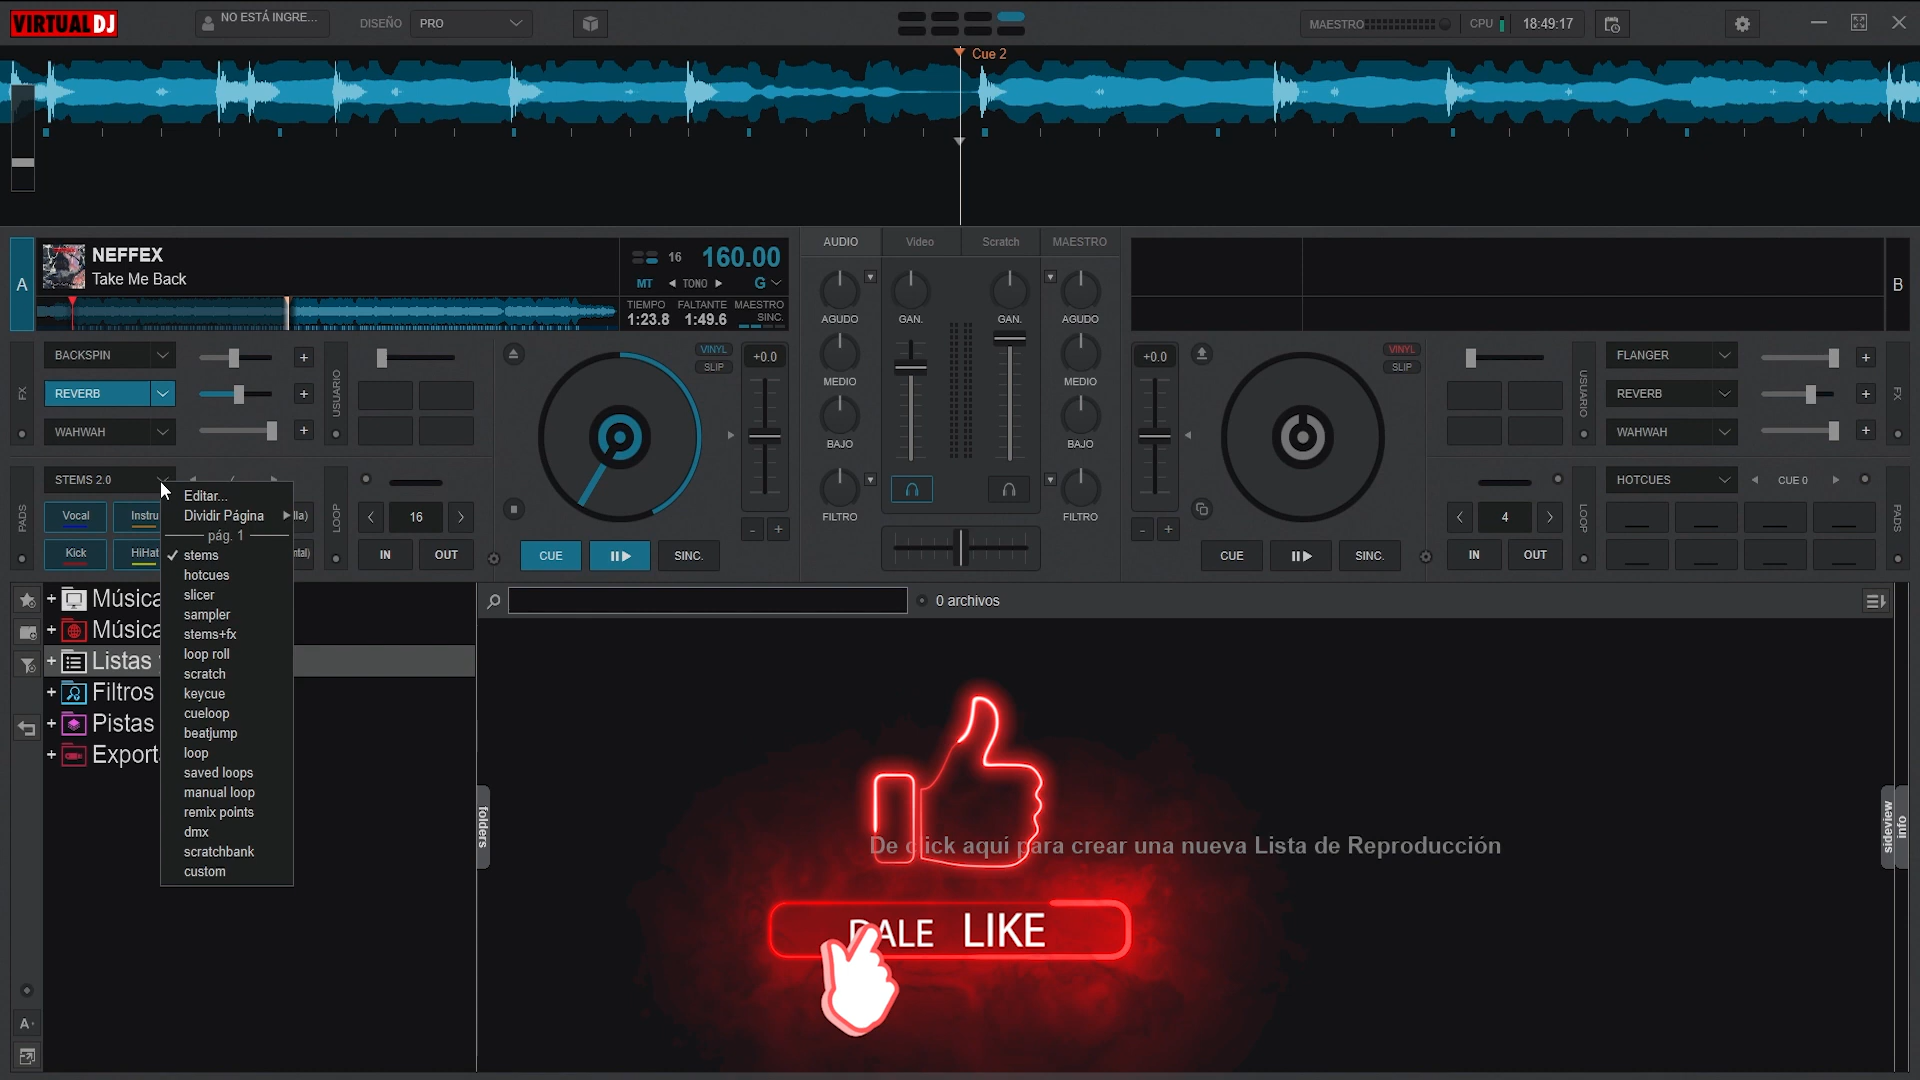 VIRTUAL DJ
NO ESTÁ INGRE...
DISEÑO
PRO
MAESTRO
CPU
18:49:17
Cue 2
A
NEFFEX
Take Me Back
16
160.00
MT
TONO
G
TIEMPO
FALTANTE
MAESTRO
SINC.
1:23.8
1:49.6
AUDIO
Video
Scratch
MAESTRO
B
AGUDO
GAN.
GAN.
AGUDO
MEDIO
MEDIO
BAJO
BAJO
FILTRO
FILTRO
FX
BACKSPIN
REVERB
WAHWAH
USUARIO
VINYL
SLIP
+0.0
+0.0
VINYL
SLIP
USUARIO
FLANGER
REVERB
WAHWAH
FX
PADS
STEMS 2.0
Vocal
Instru
lla)
Kick
HiHat
ntal)
LOOP
16
IN
OUT
CUE
SINC.
CUE
SINC.
4
IN
OUT
LOOP
HOTCUES
CUE 0
PADS
Editar...
Dividir Página
pág. 1
stems
hotcues
slicer
sampler
stems+fx
loop roll
scratch
keycue
cueloop
beatjump
loop
saved loops
manual loop
remix points
dmx
scratchbank
custom
Música
Música
Listas
Filtros
Pistas
Export
0 archivos
folders
sideview
info
De click aquí para crear una nueva Lista de Reproducción
DALE LIKE
A